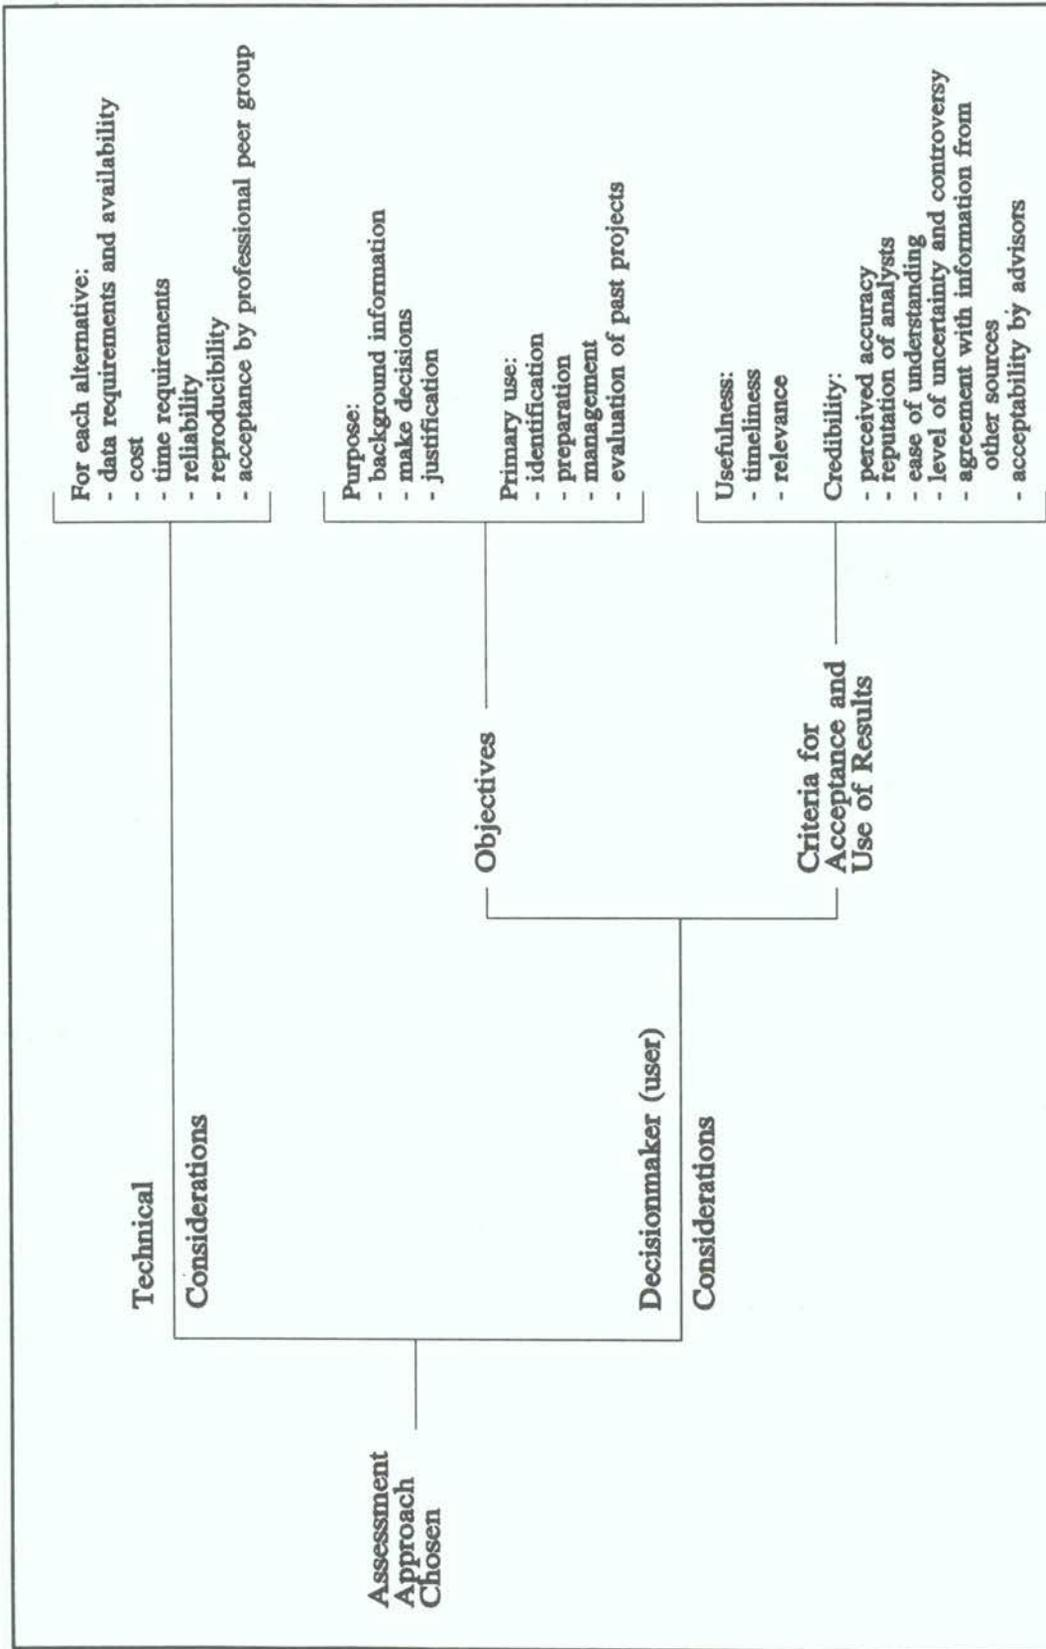 Assessment
Approach
Chosen
Technical
Considerations
For each alternative:
- data requirements and availability
- cost
- time requirements
- reliability
- reproducibility
- acceptance by professional peer group
Decisionmaker (user)
Considerations
Objectives
Purpose:
- background information
- make decisions
- justification
Primary use:
- identification
- preparation
- management
- evaluation of past projects
Criteria for
Acceptance and
Use of Results
Usefulness:
- timeliness
- relevance
Credibility:
- perceived accuracy
- reputation of analysts
- ease of understanding
- level of uncertainty and controversy
- agreement with information from
other sources
- acceptability by advisors